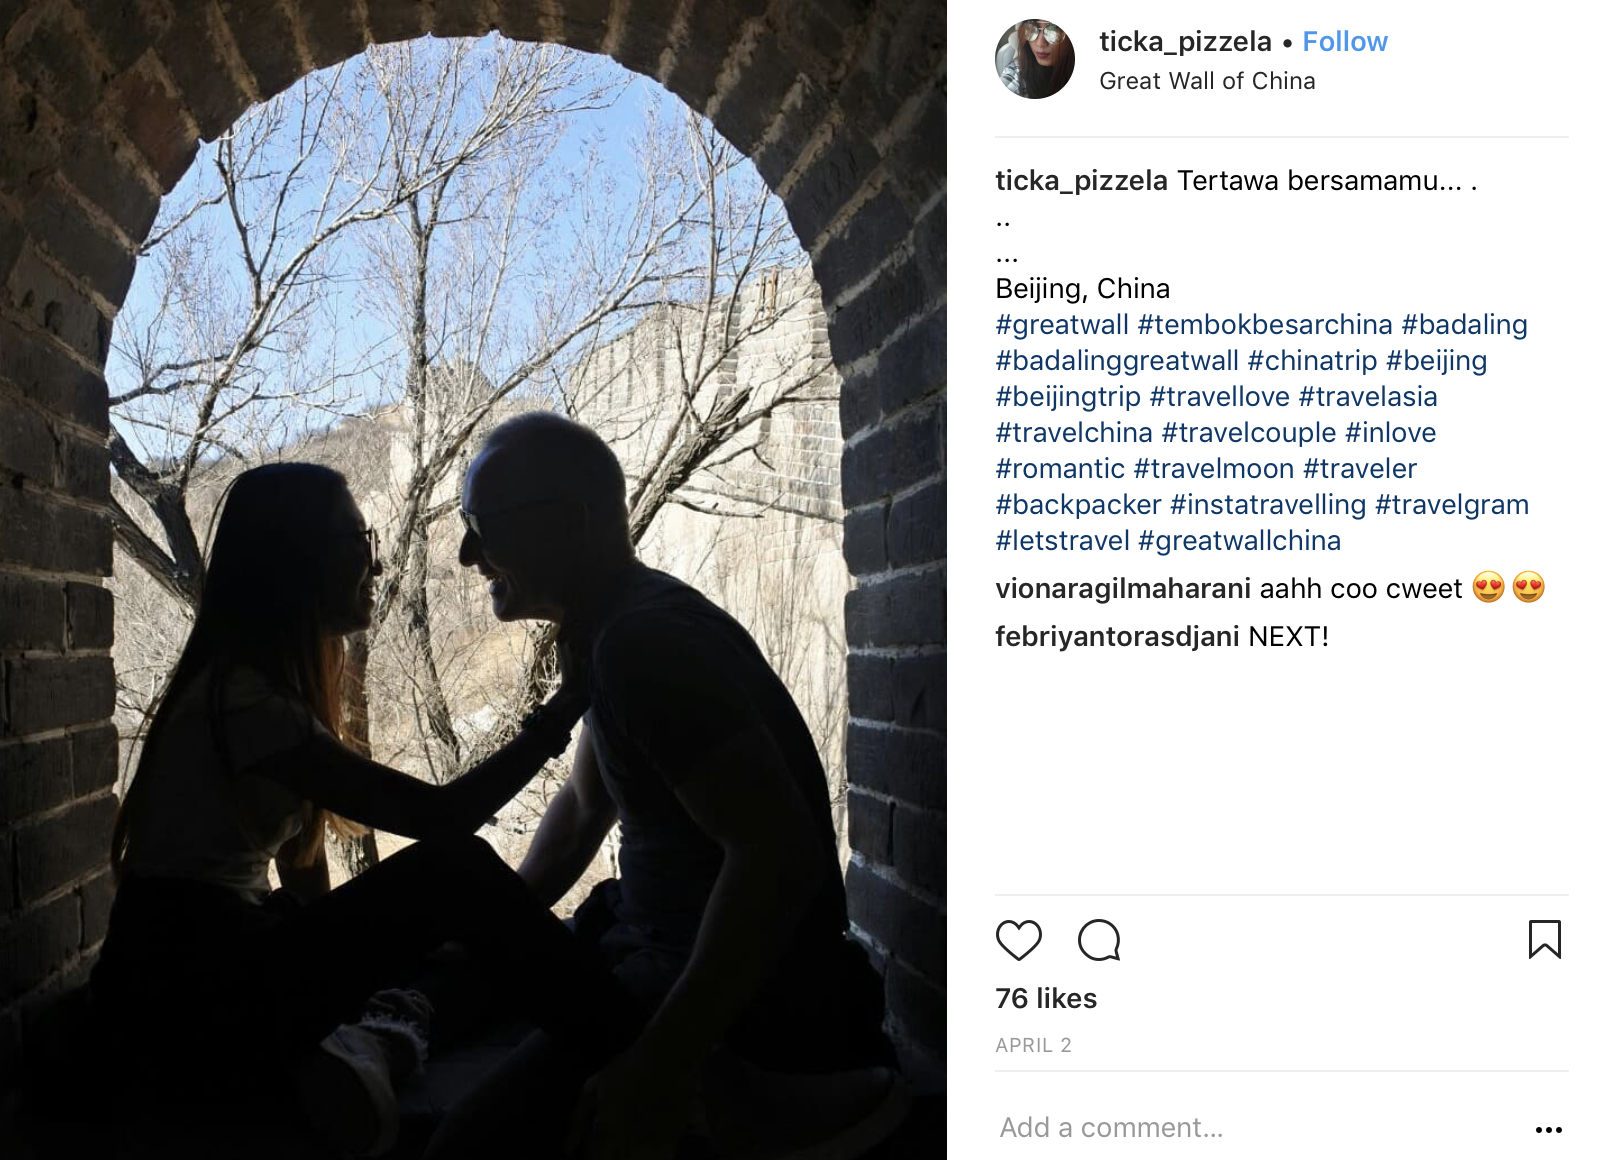 ticka_pizzela • Follow
Great Wall of China
ticka_pizzela Tertawa bersamamu... .
..
...
Beijing, China
#greatwall #tembokbesarchina #badaling
#badalinggreatwall #chinatrip #beijing
#beijingtrip #travellove #travelasia
#travelchina #travelcouple #inlove
#romantic #travelmoon #traveler
#backpacker #instatravelling #travelgram
#letstravel #greatwallchina
vionaragilmaharani aahh coo cweet 😍😍
febriyantorasdjani NEXT!
76 likes
APRIL 2
Add a comment...